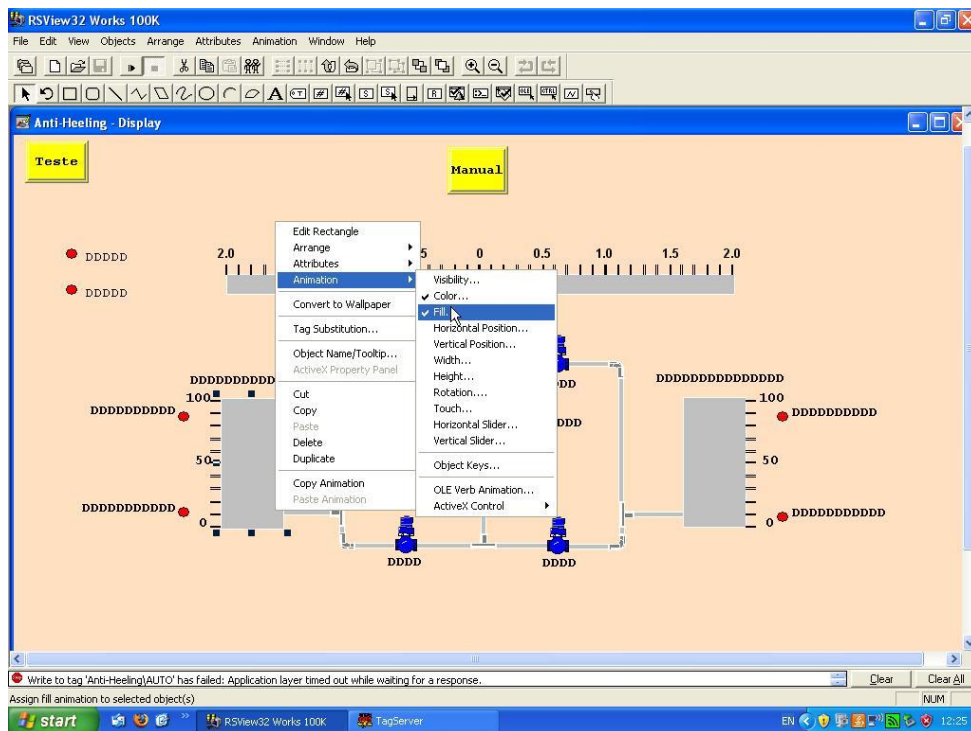 RSView32 Works 100K
File Edit View Objects Arrange Attributes Animation Window Help
Anti-Heeling - Display
Teste
Manual
DDDDD
DDDDD
2.0 5 0 0.5 1.0 1.5 2.0
Edit Rectangle
Arrange
Attributes
Animation
Convert to Wallpaper
Tag Substitution...
Object Name/Tooltip...
ActiveX Property Panel
Cut
Copy
Paste
Delete
Duplicate
Copy Animation
Paste Animation
Visibility...
Color...
Fill...
Horizontal Position...
Vertical Position...
Width...
Height...
Rotation....
Touch...
Horizontal Slider...
Vertical Slider...
Object Keys...
OLE Verb Animation...
ActiveX Control
DDDDDDDDDD
100
DDDDDDDDDD
50
DDDDDDDDDDD
0
DD
DDD
DDDDDDDDDDDDDDD
100
DDDDDDDDDD
50
DDDDDDDDDDD
0
DDDD
DDDD
Write to tag 'Anti-Heeling\AUTO' has failed: Application layer timed out while waiting for a response.
Clear Clear All
Assign fill animation to selected object(s)
NUM
start RSView32 Works 100K TagServer EN 12:25